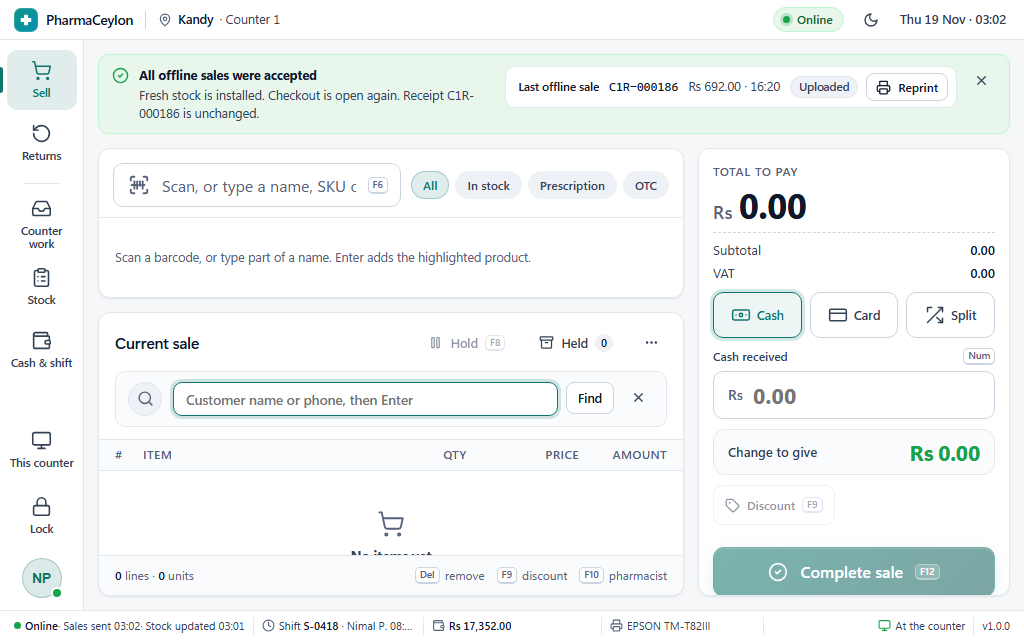 PharmaCeylon
Kandy · Counter 1
Online
Thu 19 Nov · 03:02
Sell
Returns
Counter work
Stock
Cash & shift
This counter
Lock
NP
All offline sales were accepted
Fresh stock is installed. Checkout is open again. Receipt C1R-
000186 is unchanged.
Last offline sale C1R-000186 Rs 692.00 · 16:20 Uploaded Reprint
Scan, or type a name, SKU c F6
All In stock Prescription OTC
Scan a barcode, or type part of a name. Enter adds the highlighted product.
Current sale Hold F8 Held 0
Customer name or phone, then Enter Find
# ITEM QTY PRICE AMOUNT
No items yet
0 lines · 0 units Del remove F9 discount F10 pharmacist
TOTAL TO PAY
Rs 0.00
Subtotal 0.00
VAT 0.00
Cash Card Split
Cash received Num
Rs 0.00
Change to give Rs 0.00
Discount F9
Complete sale F12
Online · Sales sent 03:02 · Stock updated 03:01 Shift S-0418 · Nimal P. 08:... Rs 17,352.00 EPSON TM-T82III At the counter v1.0.0